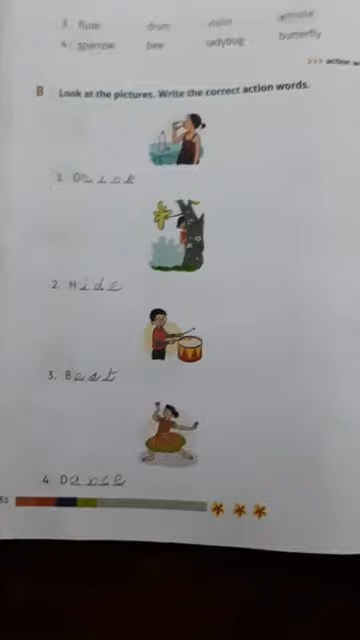 3. flute drum violin
4. sparrow bee ladybug butterfly
>>> action w
B Look at the pictures. Write the correct action words.
1. Drink
2. Hide
3. Beat
4. Dance